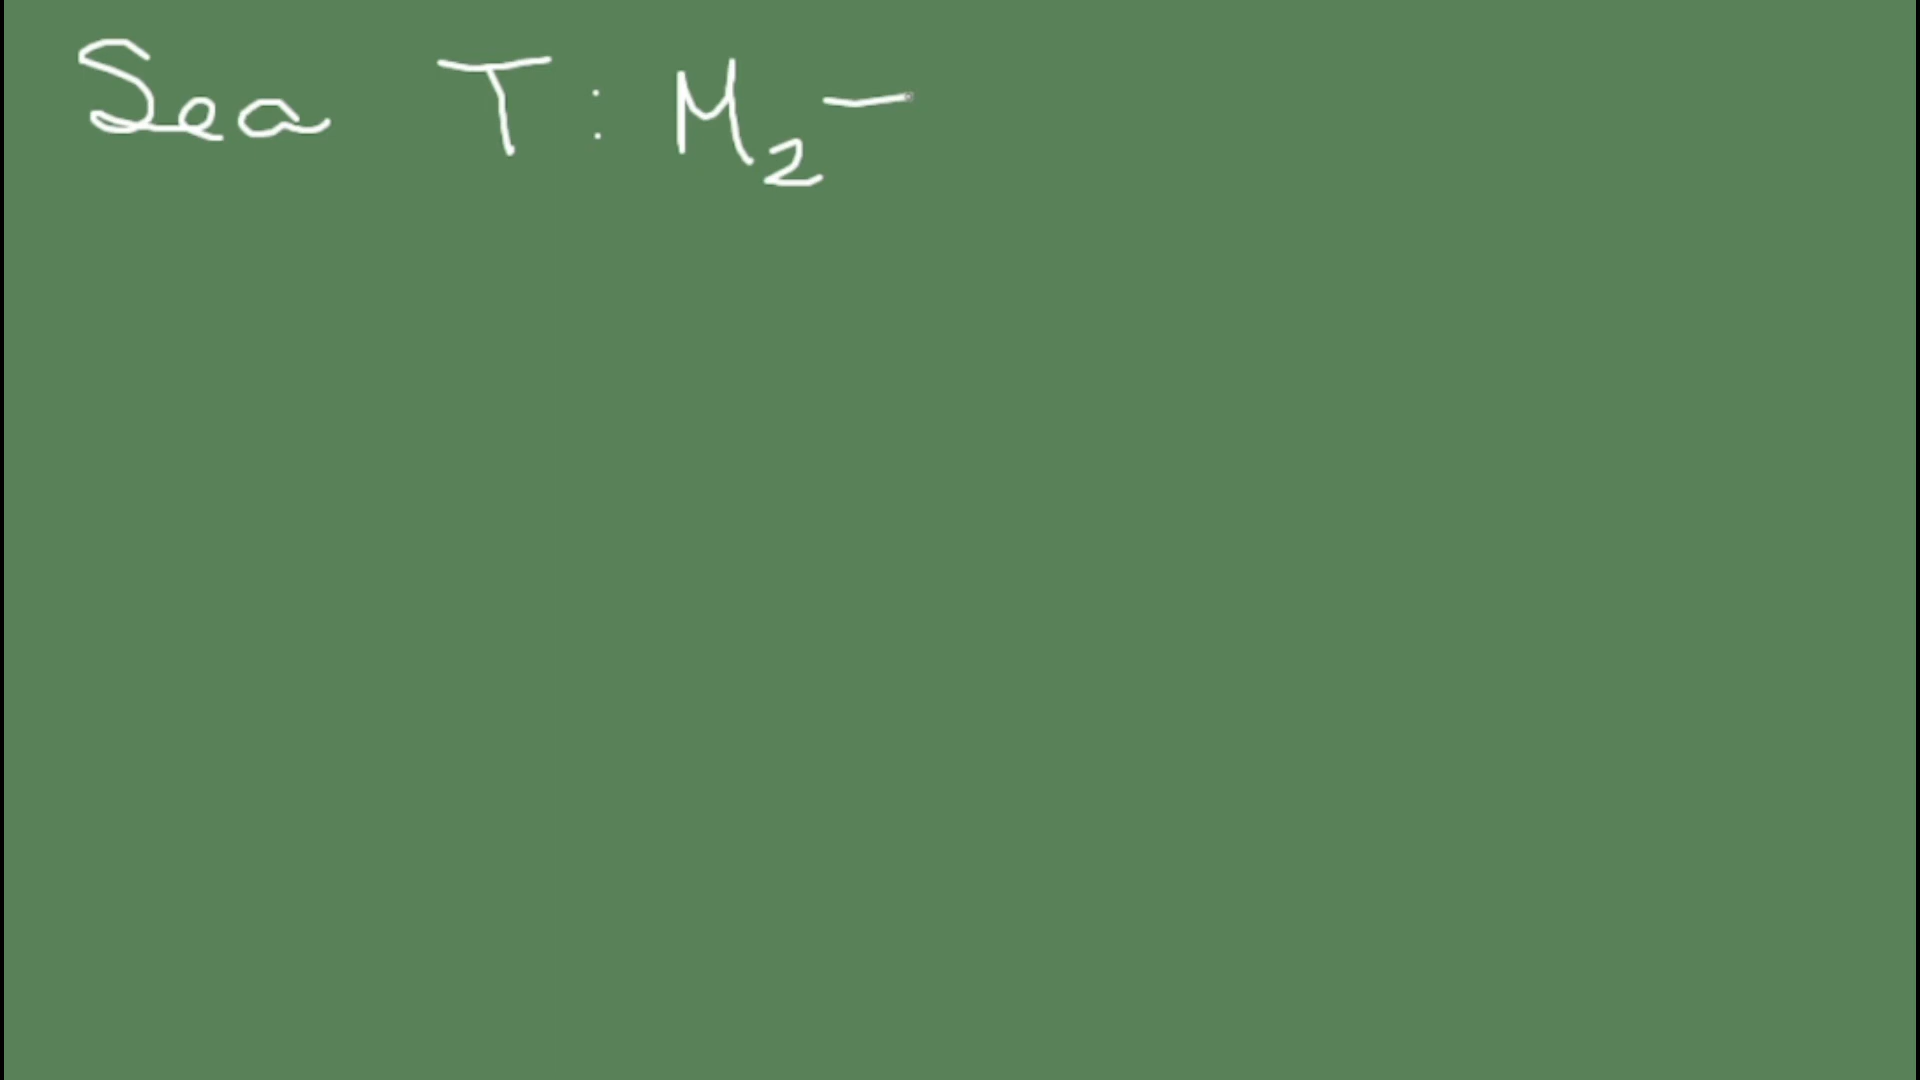 Sea T : M₂ —